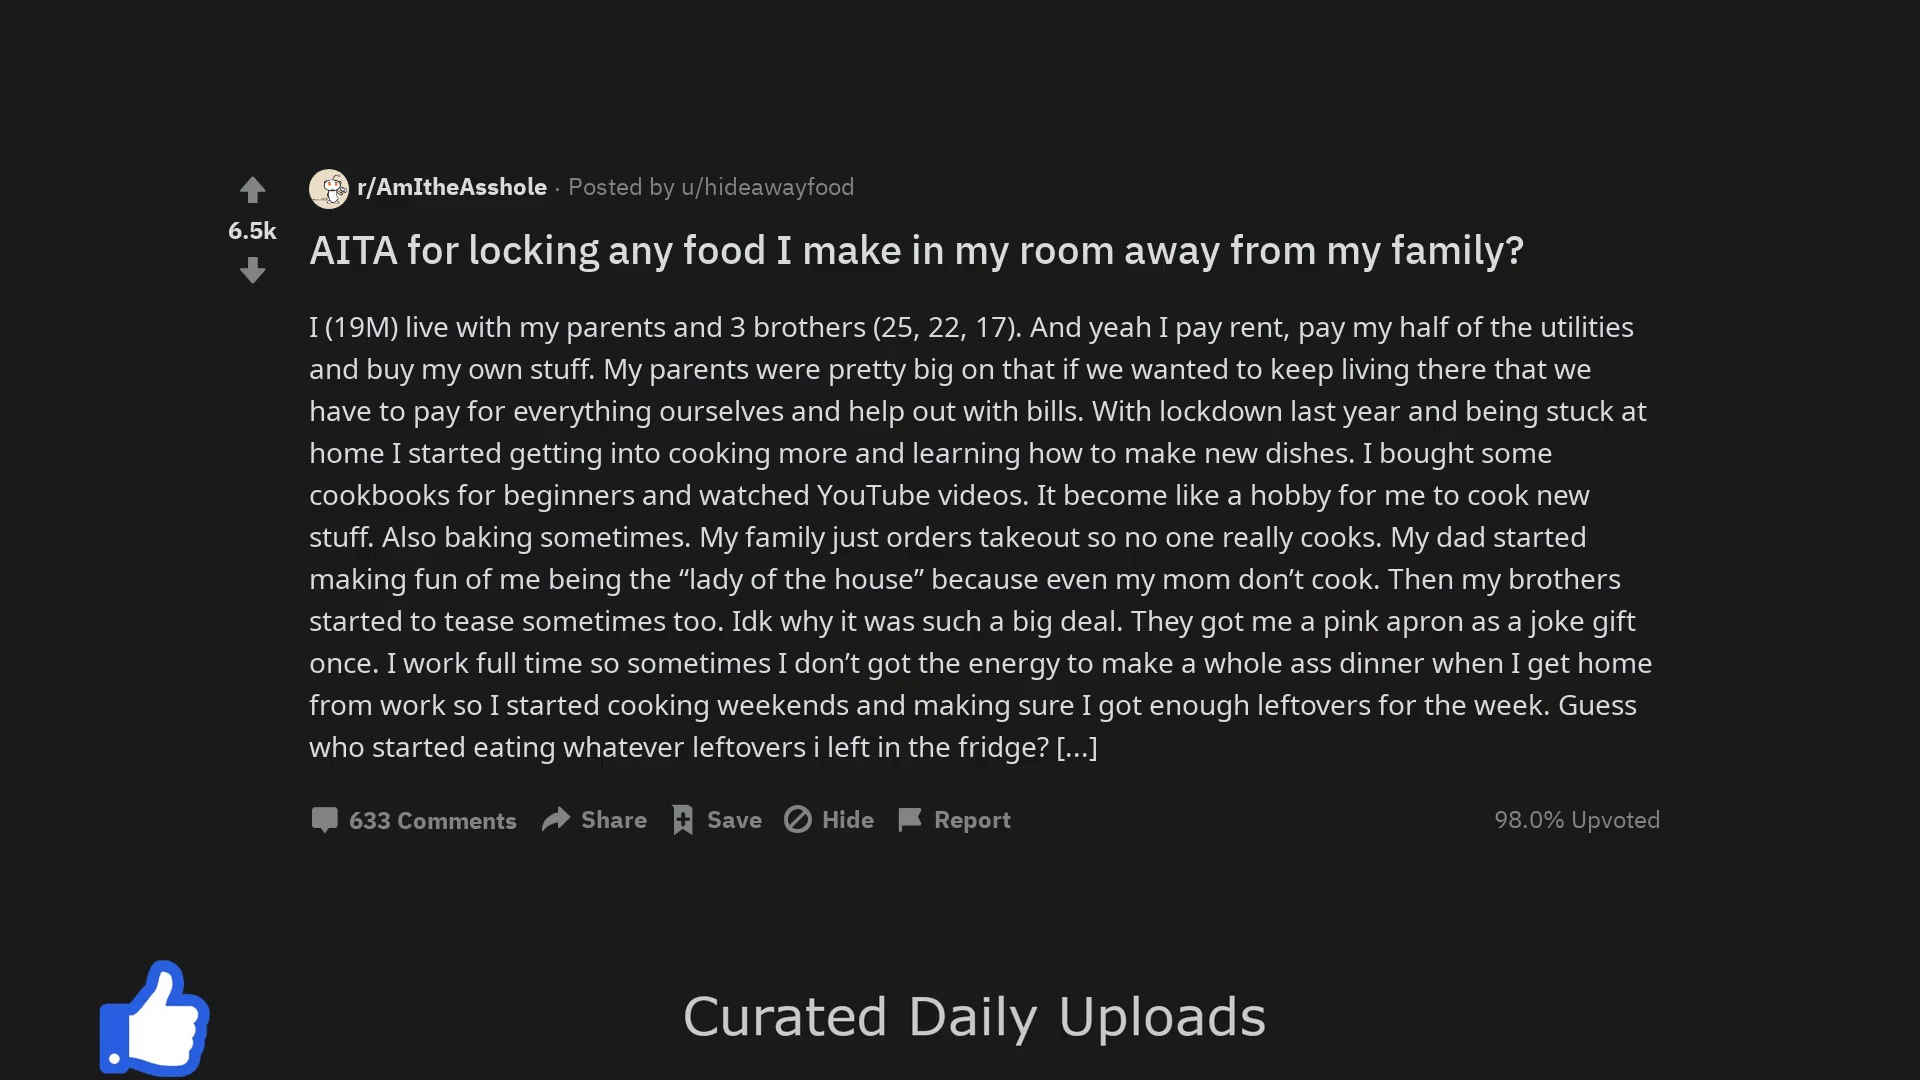 r/AmItheAsshole · Posted by u/hideawayfood
6.5k
AITA for locking any food I make in my room away from my family?
I (19M) live with my parents and 3 brothers (25, 22, 17). And yeah I pay rent, pay my half of the utilities
and buy my own stuff. My parents were pretty big on that if we wanted to keep living there that we
have to pay for everything ourselves and help out with bills. With lockdown last year and being stuck at
home I started getting into cooking more and learning how to make new dishes. I bought some
cookbooks for beginners and watched YouTube videos. It become like a hobby for me to cook new
stuff. Also baking sometimes. My family just orders takeout so no one really cooks. My dad started
making fun of me being the “lady of the house” because even my mom don’t cook. Then my brothers
started to tease sometimes too. Idk why it was such a big deal. They got me a pink apron as a joke gift
once. I work full time so sometimes I don’t got the energy to make a whole ass dinner when I get home
from work so I started cooking weekends and making sure I got enough leftovers for the week. Guess
who started eating whatever leftovers i left in the fridge? [...]
633 Comments Share Save Hide Report 98.0% Upvoted
Curated Daily Uploads